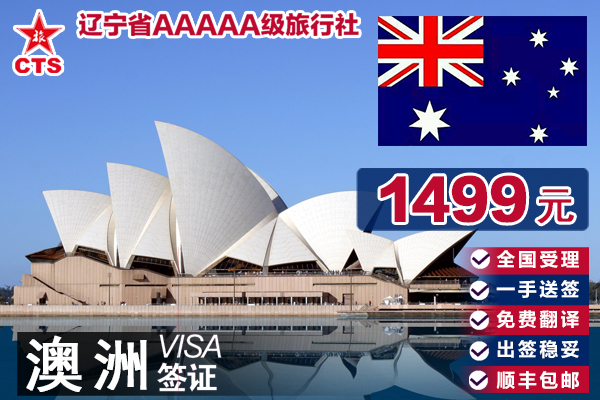 旅
CTS
辽宁省AAAAA级旅行社
1499元
全国受理
一手送签
免费翻译
出签稳妥
顺丰包邮
澳洲 VISA
签证